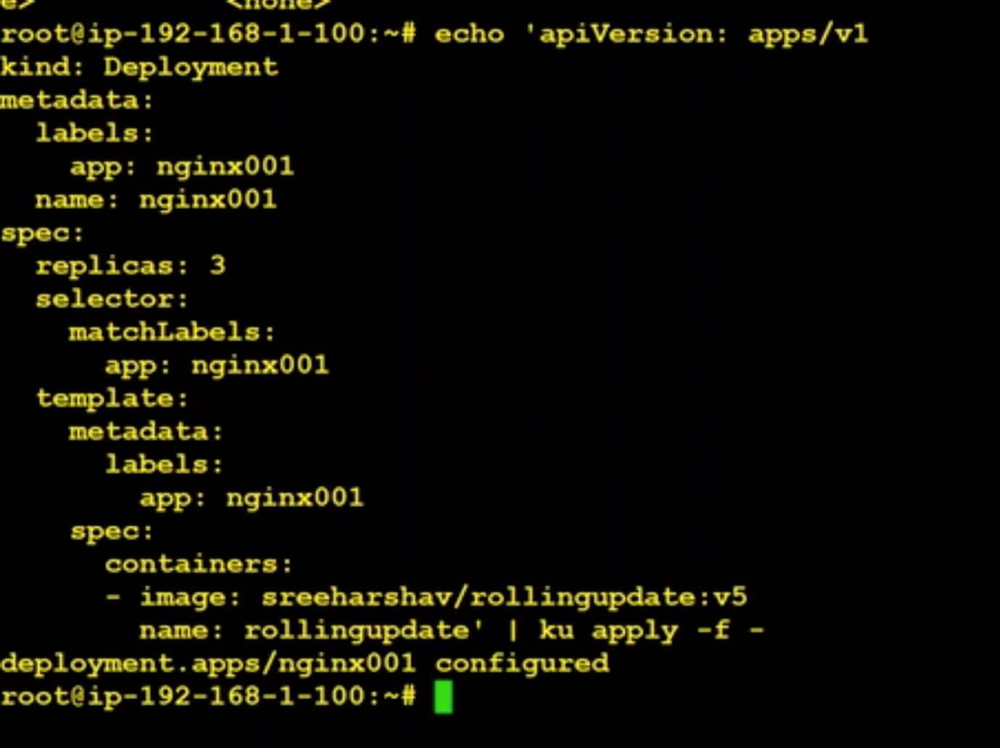 e>          <none>
root@ip-192-168-1-100:~# echo 'apiVersion: apps/v1
kind: Deployment
metadata:
  labels:
    app: nginx001
  name: nginx001
spec:
  replicas: 3
  selector:
    matchLabels:
      app: nginx001
  template:
    metadata:
      labels:
        app: nginx001
    spec:
      containers:
      - image: sreeharshav/rollingupdate:v5
        name: rollingupdate' | ku apply -f -
deployment.apps/nginx001 configured
root@ip-192-168-1-100:~#